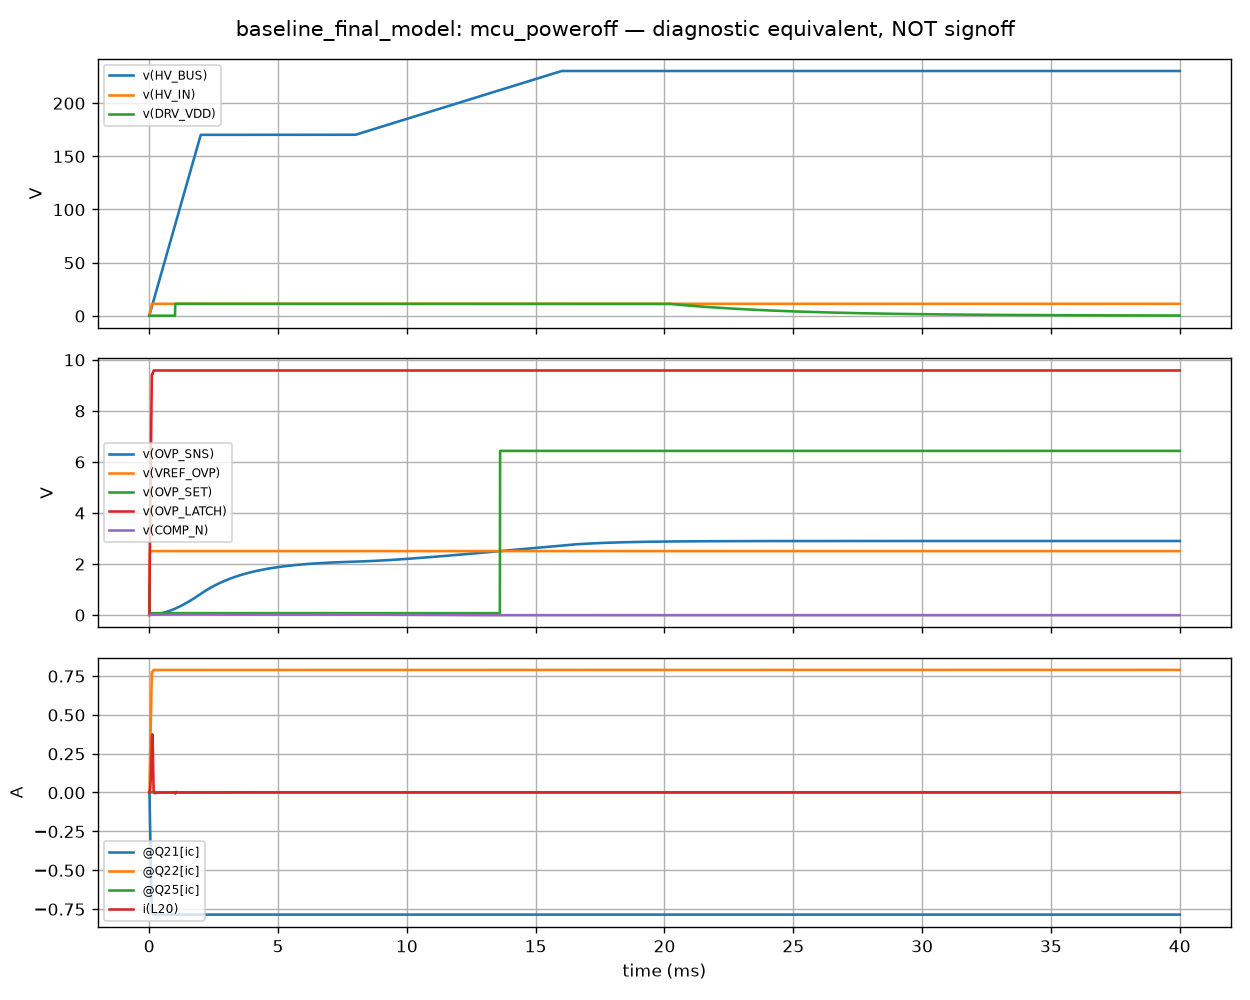 baseline_final_model: mcu_poweroff — diagnostic equivalent, NOT signoff
v(HV_BUS)
v(HV_IN)
v(DRV_VDD)
200
150
100
50
0
V
10
8
6
4
2
0
V
v(OVP_SNS)
v(VREF_OVP)
v(OVP_SET)
v(OVP_LATCH)
v(COMP_N)
0.75
0.50
0.25
0.00
−0.25
−0.50
−0.75
A
@Q21[ic]
@Q22[ic]
@Q25[ic]
i(L20)
0 5 10 15 20 25 30 35 40
time (ms)